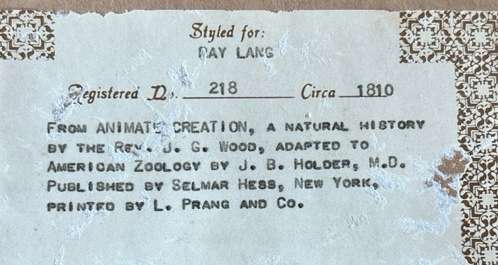 Styled for:
RAY LANG
Registered No. 218 Circa 1810
FROM ANIMATE CREATION, A NATURAL HISTORY
BY THE REV. J. G. WOOD, ADAPTED TO
AMERICAN ZOOLOGY BY J. B. HOLDER, M.D.
PUBLISHED BY SELMAR HESS, NEW YORK,
PRINTED BY L. PRANG AND CO.